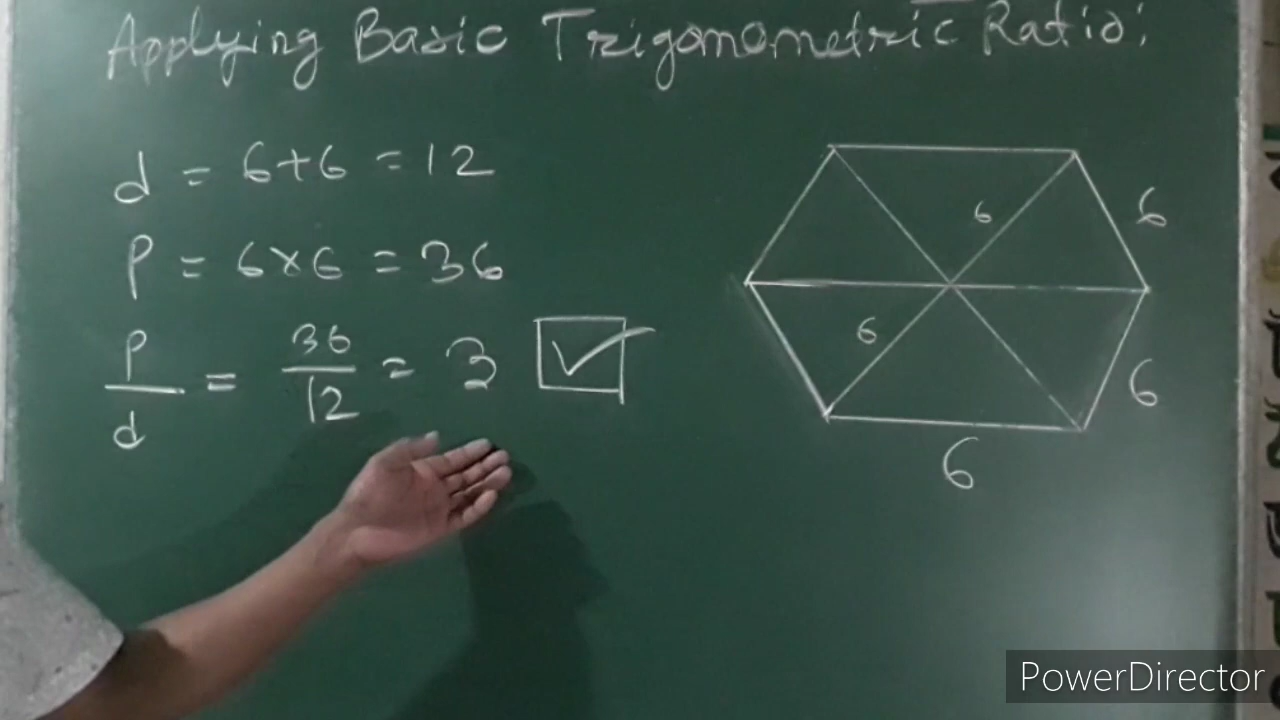 Applying Basic Trigonometric Ratio:
d = 6+6 = 12
P = 6×6 = 36
P/d = 36/12 = 3
6
6
6
6
6
PowerDirector